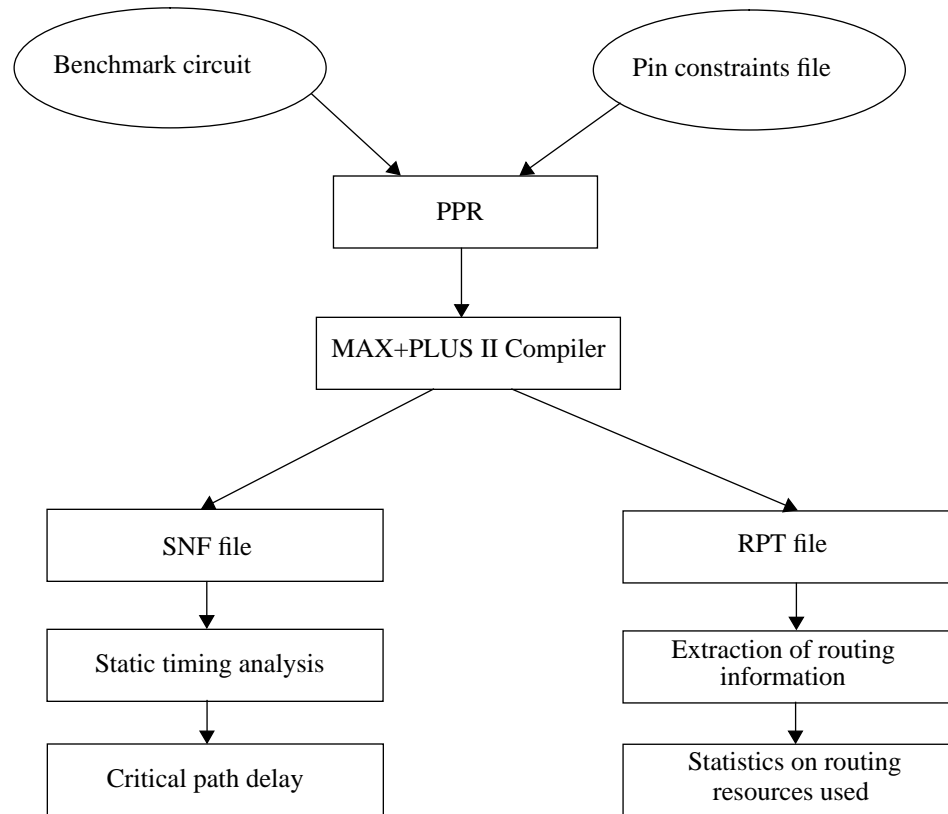 Benchmark circuit
Pin constraints file
PPR
MAX+PLUS II Compiler
SNF file
RPT file
Static timing analysis
Extraction of routing
information
Critical path delay
Statistics on routing
resources used